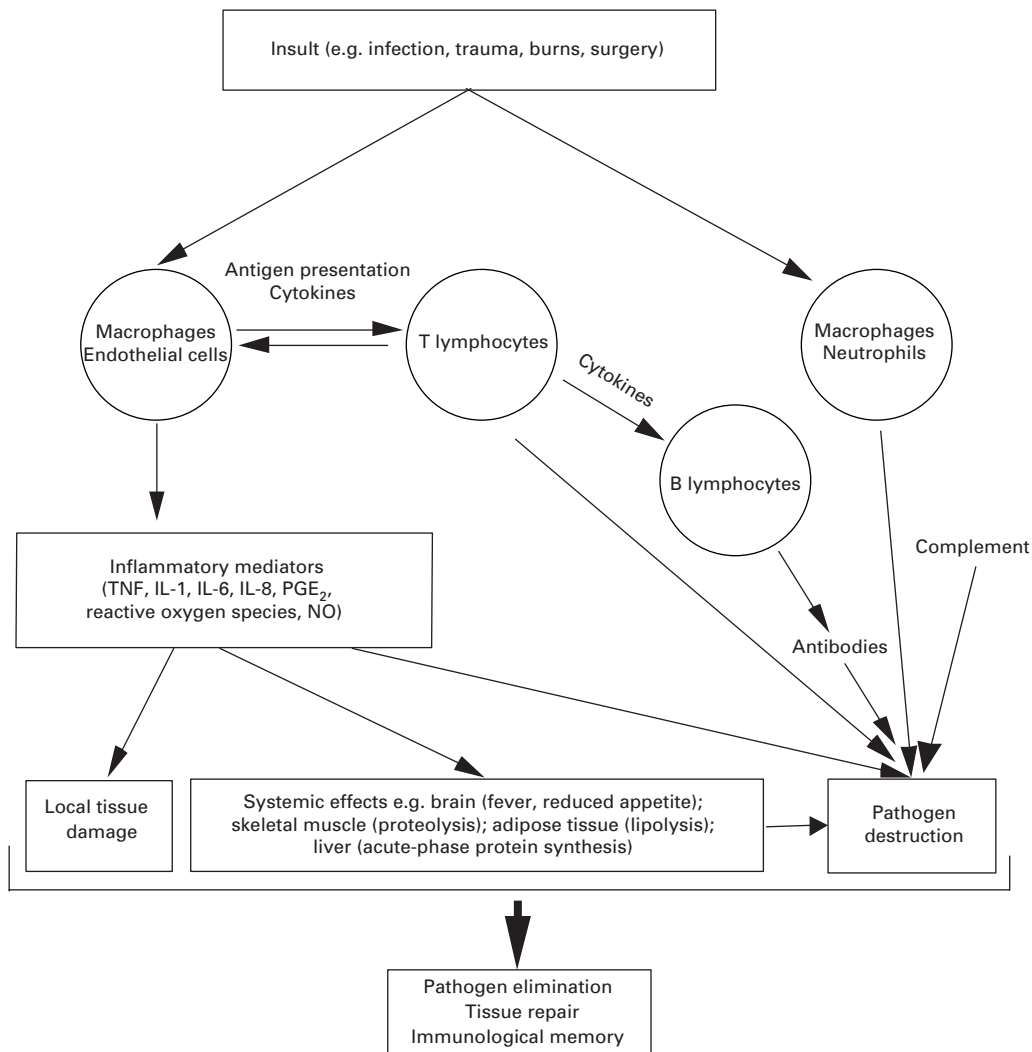 Insult (e.g. infection, trauma, burns, surgery)
Antigen presentation
Cytokines
Macrophages
Endothelial cells
T lymphocytes
Macrophages
Neutrophils
Cytokines
B lymphocytes
Complement
Inflammatory mediators
(TNF, IL-1, IL-6, IL-8, PGE₂,
reactive oxygen species, NO)
Antibodies
Local tissue
damage
Systemic effects e.g. brain (fever, reduced appetite);
skeletal muscle (proteolysis); adipose tissue (lipolysis);
liver (acute-phase protein synthesis)
Pathogen
destruction
Pathogen elimination
Tissue repair
Immunological memory